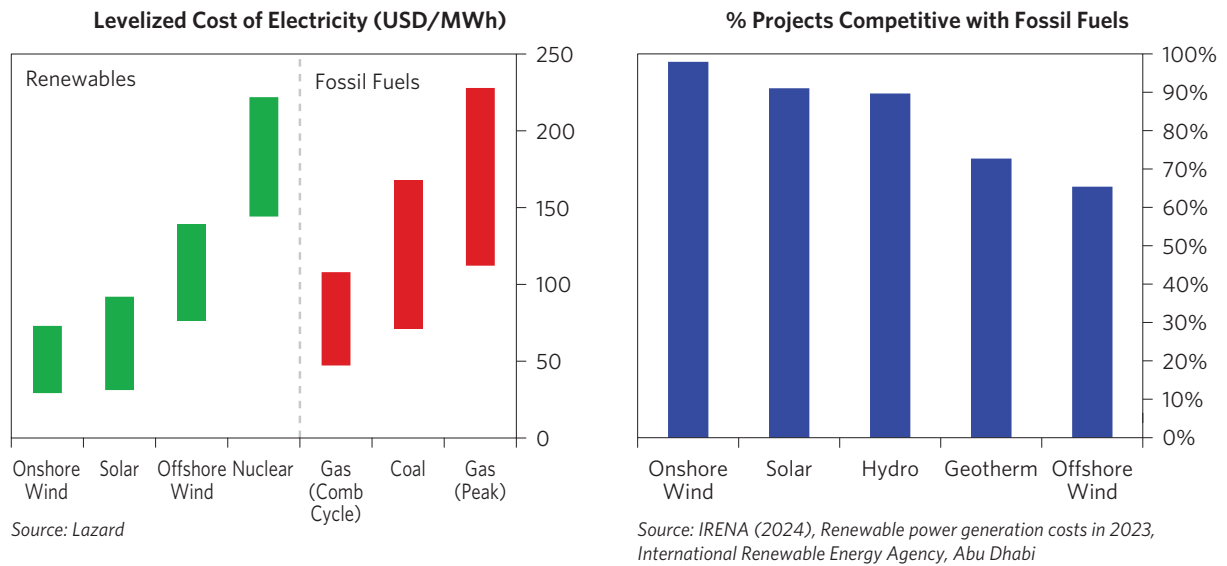 Levelized Cost of Electricity (USD/MWh)
Renewables
Fossil Fuels
250
200
150
100
50
0
Onshore
Wind
Solar
Offshore
Wind
Nuclear
Gas
(Comb
Cycle)
Coal
Gas
(Peak)
Source: Lazard
% Projects Competitive with Fossil Fuels
100%
90%
80%
70%
60%
50%
40%
30%
20%
10%
0%
Onshore
Wind
Solar
Hydro
Geotherm
Offshore
Wind
Source: IRENA (2024), Renewable power generation costs in 2023,
International Renewable Energy Agency, Abu Dhabi